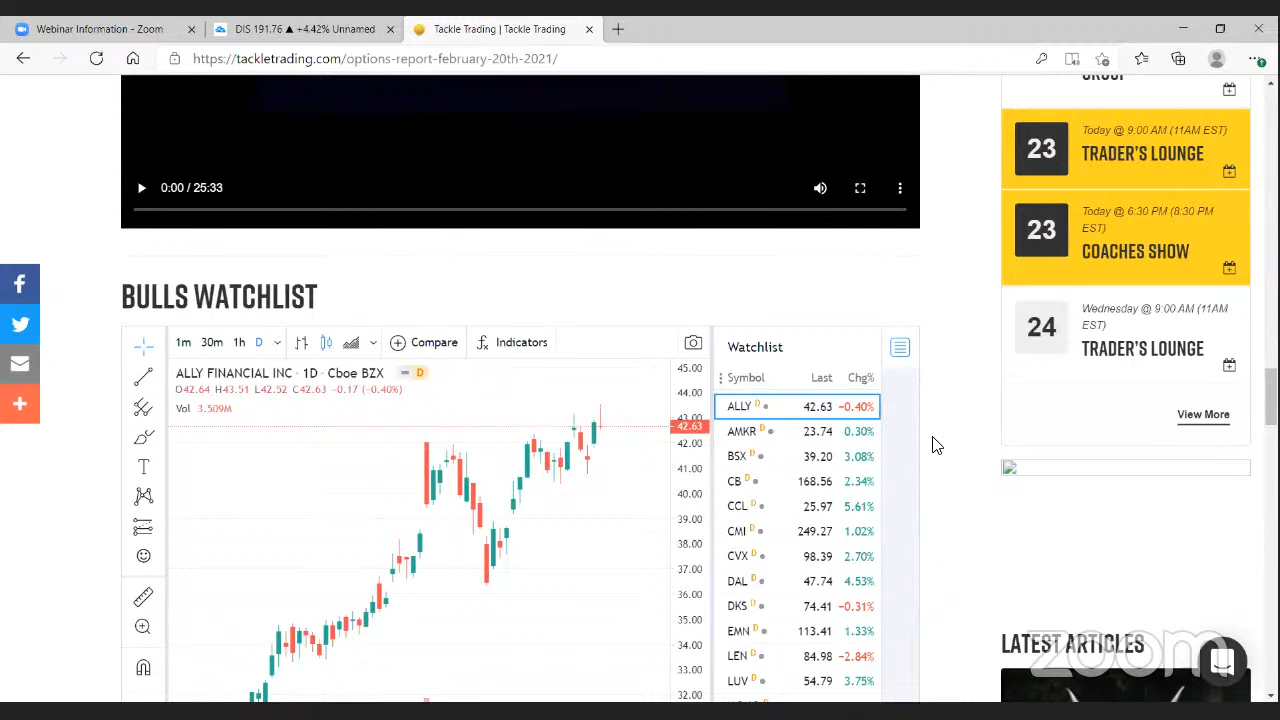 Webinar Information - Zoom
DIS 191.76 ▲ +4.42% Unnamed
Tackle Trading | Tackle Trading
https://tackletrading.com/options-report-february-20th-2021/
0:00 / 25:33
BULLS WATCHLIST
1m 30m 1h D Compare Indicators
ALLY FINANCIAL INC · 1D · Cboe BZX D
O42.64 H43.51 L42.52 C42.63 −0.17 (−0.40%)
Vol 3.509M
45.00
44.00
43.00
42.63
42.00
41.00
40.00
39.00
38.00
37.00
36.00
35.00
34.00
33.00
32.00
Watchlist
Symbol Last Chg%
ALLY D 42.63 −0.40%
AMKR D 23.74 0.30%
BSX D 39.20 3.08%
CB D 168.56 2.34%
CCL D 25.97 5.61%
CMI D 249.27 1.02%
CVX D 98.39 2.70%
DAL D 47.74 4.53%
DKS D 74.41 −0.31%
EMN D 113.41 1.33%
LEN D 84.98 −2.84%
LUV D 54.79 3.75%
GROUP
23
Today @ 9:00 AM (11AM EST)
TRADER'S LOUNGE
23
Today @ 6:30 PM (8:30 PM
EST)
COACHES SHOW
24
Wednesday @ 9:00 AM (11AM
EST)
TRADER'S LOUNGE
View More
LATEST ARTICLES
zoom